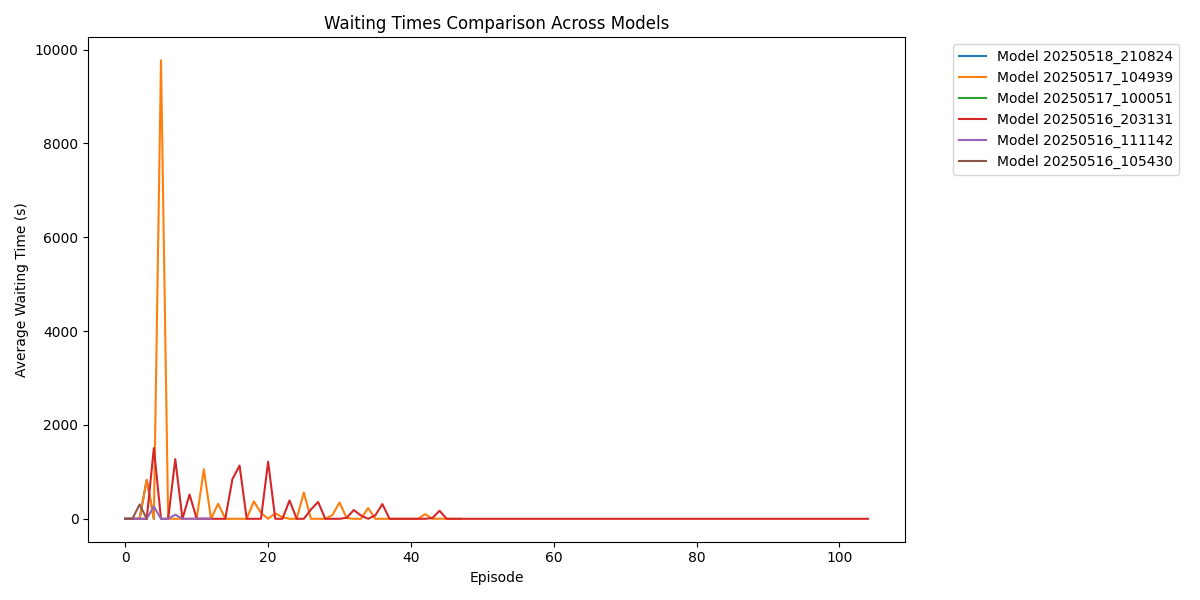 Waiting Times Comparison Across Models
Average Waiting Time (s)
10000
8000
6000
4000
2000
0
0 20 40 60 80 100
Episode
Model 20250518_210824
Model 20250517_104939
Model 20250517_100051
Model 20250516_203131
Model 20250516_111142
Model 20250516_105430